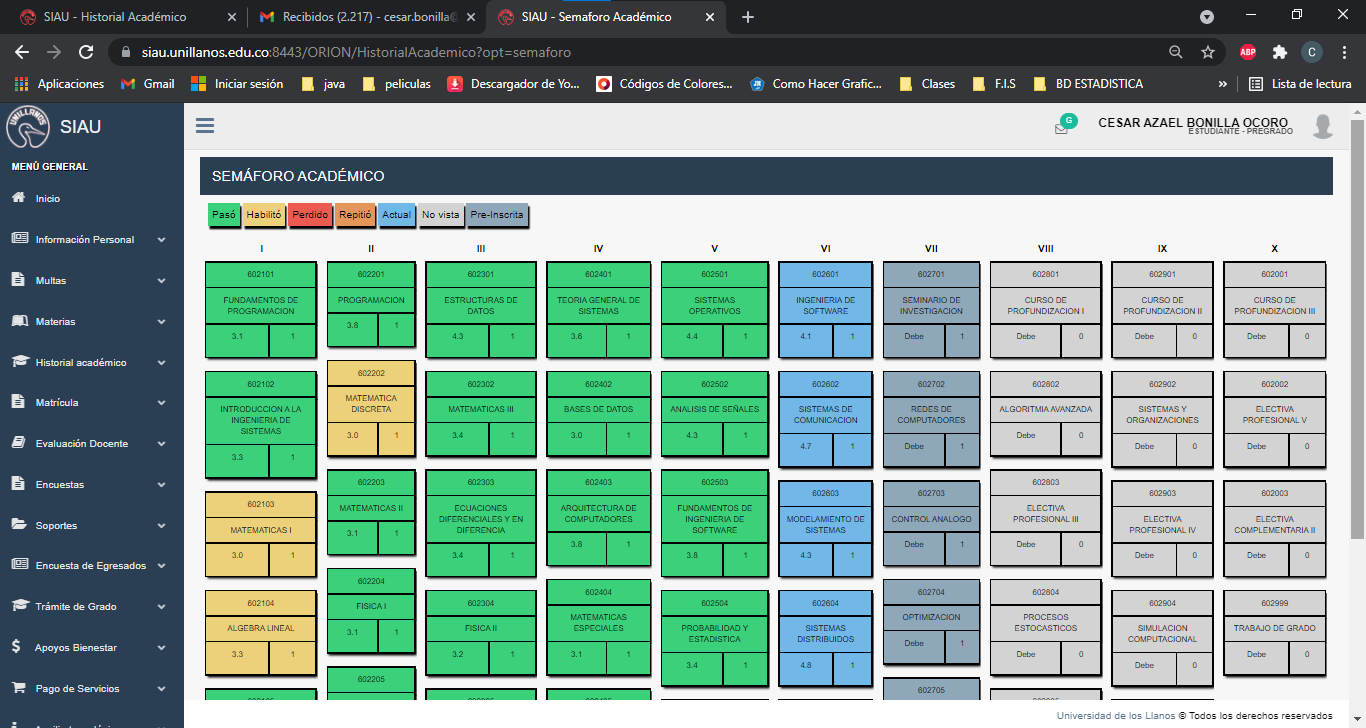 SIAU - Historial Académico
Recibidos (2.217) - cesar.bonilla@
SIAU - Semaforo Académico
siau.unillanos.edu.co:8443/ORION/HistorialAcademico?opt=semaforo
ABP
C
Aplicaciones
Gmail
Iniciar sesión
java
peliculas
Descargador de Yo...
Códigos de Colores...
Como Hacer Grafic...
Clases
F.I.S
BD ESTADISTICA
»
Lista de lectura
UNILLANOS
SIAU
G
CESAR AZAEL BONILLA OCORO
ESTUDIANTE - PREGRADO
MENÚ GENERAL
Inicio
Información Personal
Multas
Materias
Historial académico
Matrícula
Evaluación Docente
Encuestas
Soportes
Encuesta de Egresados
Trámite de Grado
Apoyos Bienestar
Pago de Servicios
SEMÁFORO ACADÉMICO
Pasó Habilitó Perdido Repitió Actual No vista Pre-Inscrita
I
602101
FUNDAMENTOS DE
PROGRAMACION
3.1 1
602102
INTRODUCCION A LA
INGENIERIA DE
SISTEMAS
3.3 1
602103
MATEMATICAS I
3.0 1
602104
ALGEBRA LINEAL
3.3 1
II
602201
PROGRAMACION
3.8 1
602202
MATEMATICA
DISCRETA
3.0 1
602203
MATEMATICAS II
3.1 1
602204
FISICA I
3.1 1
602205
III
602301
ESTRUCTURAS DE
DATOS
4.3 1
602302
MATEMATICAS III
3.4 1
602303
ECUACIONES
DIFERENCIALES Y EN
DIFERENCIA
3.4 1
602304
FISICA II
3.2 1
IV
602401
TEORIA GENERAL DE
SISTEMAS
3.6 1
602402
BASES DE DATOS
3.0 1
602403
ARQUITECTURA DE
COMPUTADORES
3.8 1
602404
MATEMATICAS
ESPECIALES
3.1 1
V
602501
SISTEMAS
OPERATIVOS
4.4 1
602502
ANALISIS DE SEÑALES
4.3 1
602503
FUNDAMENTOS DE
INGENIERIA DE
SOFTWARE
3.8 1
602504
PROBABILIDAD Y
ESTADISTICA
3.4 1
VI
602601
INGENIERIA DE
SOFTWARE
4.1 1
602602
SISTEMAS DE
COMUNICACION
4.7 1
602603
MODELAMIENTO DE
SISTEMAS
4.3 1
602604
SISTEMAS
DISTRIBUIDOS
4.8 1
VII
602701
SEMINARIO DE
INVESTIGACION
Debe 1
602702
REDES DE
COMPUTADORES
Debe 1
602703
CONTROL ANALOGO
Debe 1
602704
OPTIMIZACION
Debe 1
602705
VIII
602801
CURSO DE
PROFUNDIZACION I
Debe 0
602802
ALGORITMIA AVANZADA
Debe 0
602803
ELECTIVA
PROFESIONAL III
Debe 0
602804
PROCESOS
ESTOCASTICOS
Debe 0
IX
602901
CURSO DE
PROFUNDIZACION II
Debe 0
602902
SISTEMAS Y
ORGANIZACIONES
Debe 0
602903
ELECTIVA
PROFESIONAL IV
Debe 0
602904
SIMULACION
COMPUTACIONAL
Debe 0
X
602001
CURSO DE
PROFUNDIZACION III
Debe 0
602002
ELECTIVA
PROFESIONAL V
Debe 0
602003
ELECTIVA
COMPLEMENTARIA II
Debe 0
602999
TRABAJO DE GRADO
Debe 0
Universidad de los Llanos © Todos los derechos reservados